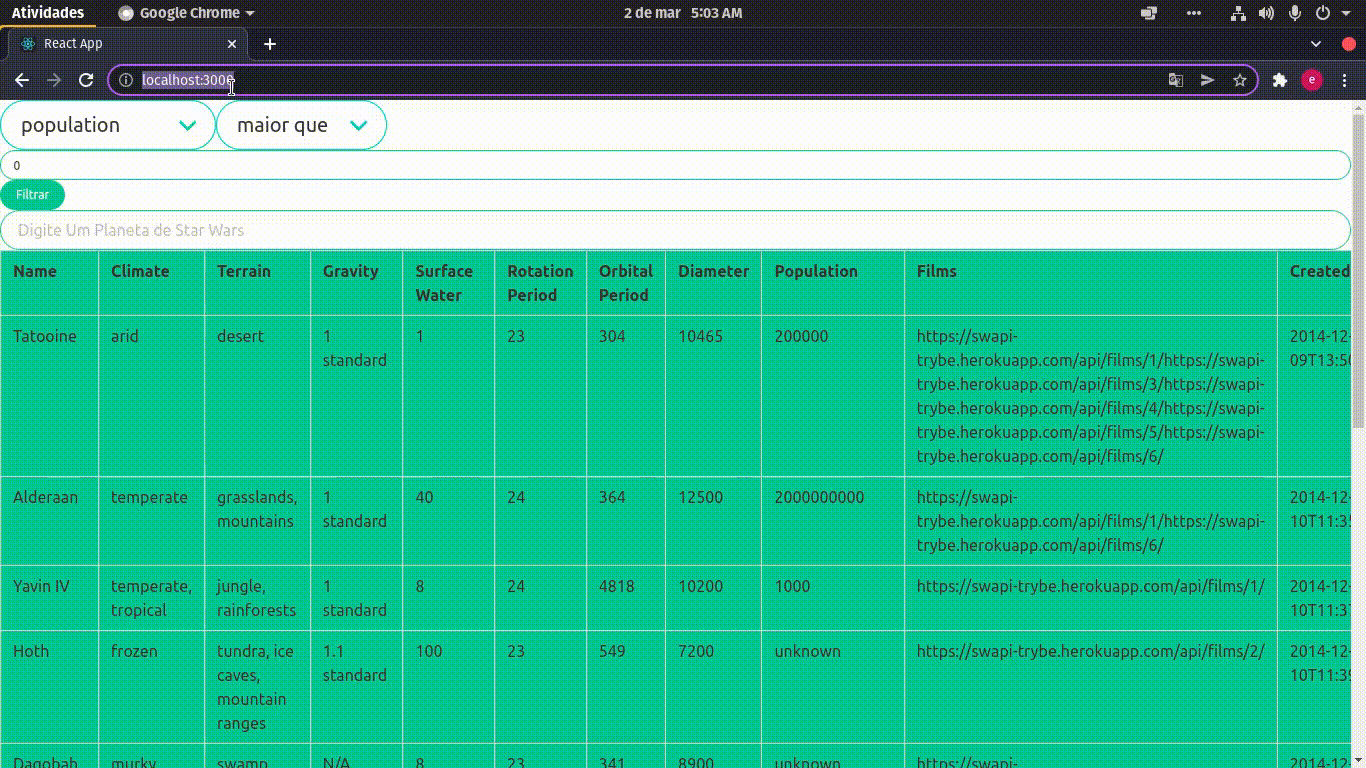 Atividades Google Chrome 2 de mar 5:03 AM
React App
localhost:3000 e
population maior que
0
Filtrar
Digite Um Planeta de Star Wars
Name Climate Terrain Gravity Surface Water Rotation Period Orbital Period Diameter Population Films Created
Tatooine arid desert 1 standard 1 23 304 10465 200000 https://swapi-
trybe.herokuapp.com/api/films/1/https://swapi-
trybe.herokuapp.com/api/films/3/https://swapi-
trybe.herokuapp.com/api/films/4/https://swapi-
trybe.herokuapp.com/api/films/5/https://swapi-
trybe.herokuapp.com/api/films/6/
2014-12-
09T13:50
Alderaan temperate grasslands, mountains 1 standard 40 24 364 12500 2000000000 https://swapi-
trybe.herokuapp.com/api/films/1/https://swapi-
trybe.herokuapp.com/api/films/6/
2014-12-
10T11:35
Yavin IV temperate, tropical jungle, rainforests 1 standard 8 24 4818 10200 1000 https://swapi-trybe.herokuapp.com/api/films/1/
2014-12-
10T11:37
Hoth frozen tundra, ice caves, mountain ranges 1.1 standard 100 23 549 7200 unknown https://swapi-trybe.herokuapp.com/api/films/2/
2014-12-
10T11:39
Dagobah murky swamp, N/A 8 23 341 8900 unknown https://swapi- 2014-12-